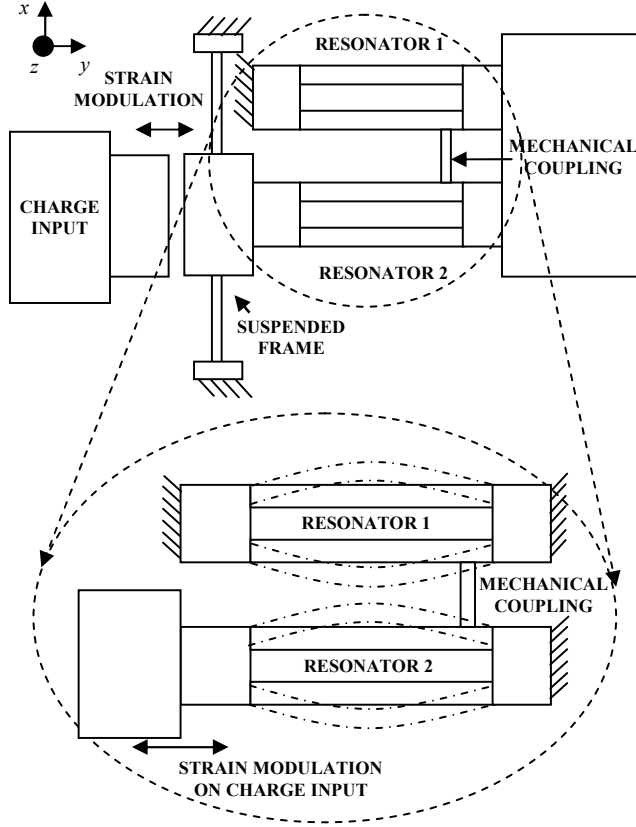 x
z
y
RESONATOR 1
STRAIN
MODULATION
MECHANICAL
COUPLING
CHARGE
INPUT
RESONATOR 2
SUSPENDED
FRAME
RESONATOR 1
MECHANICAL
COUPLING
RESONATOR 2
STRAIN MODULATION
ON CHARGE INPUT